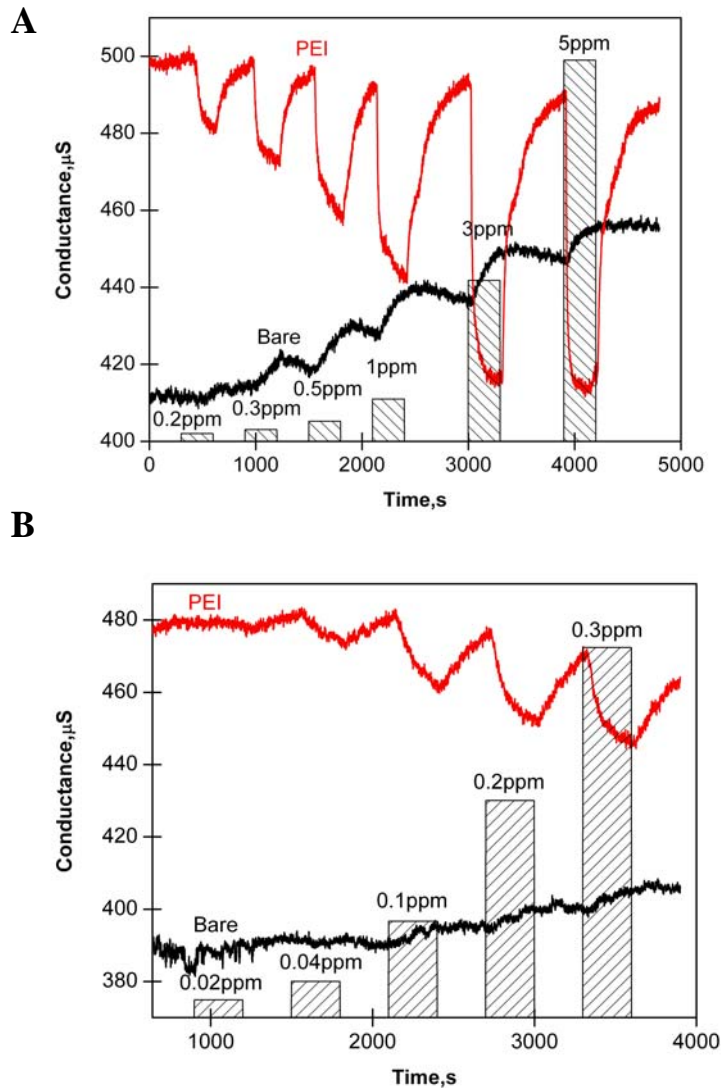 A
PEI
5ppm
500
480
460
3ppm
440
Bare
1ppm
420
0.5ppm
0.3ppm
0.2ppm
400
0 1000 2000 3000 4000 5000
Conductance,µS
Time,s
B
PEI
480
0.3ppm
460
440
0.2ppm
420
0.1ppm
400
Bare
0.04ppm
380
0.02ppm
1000 2000 3000 4000
Conductance,µS
Time,s